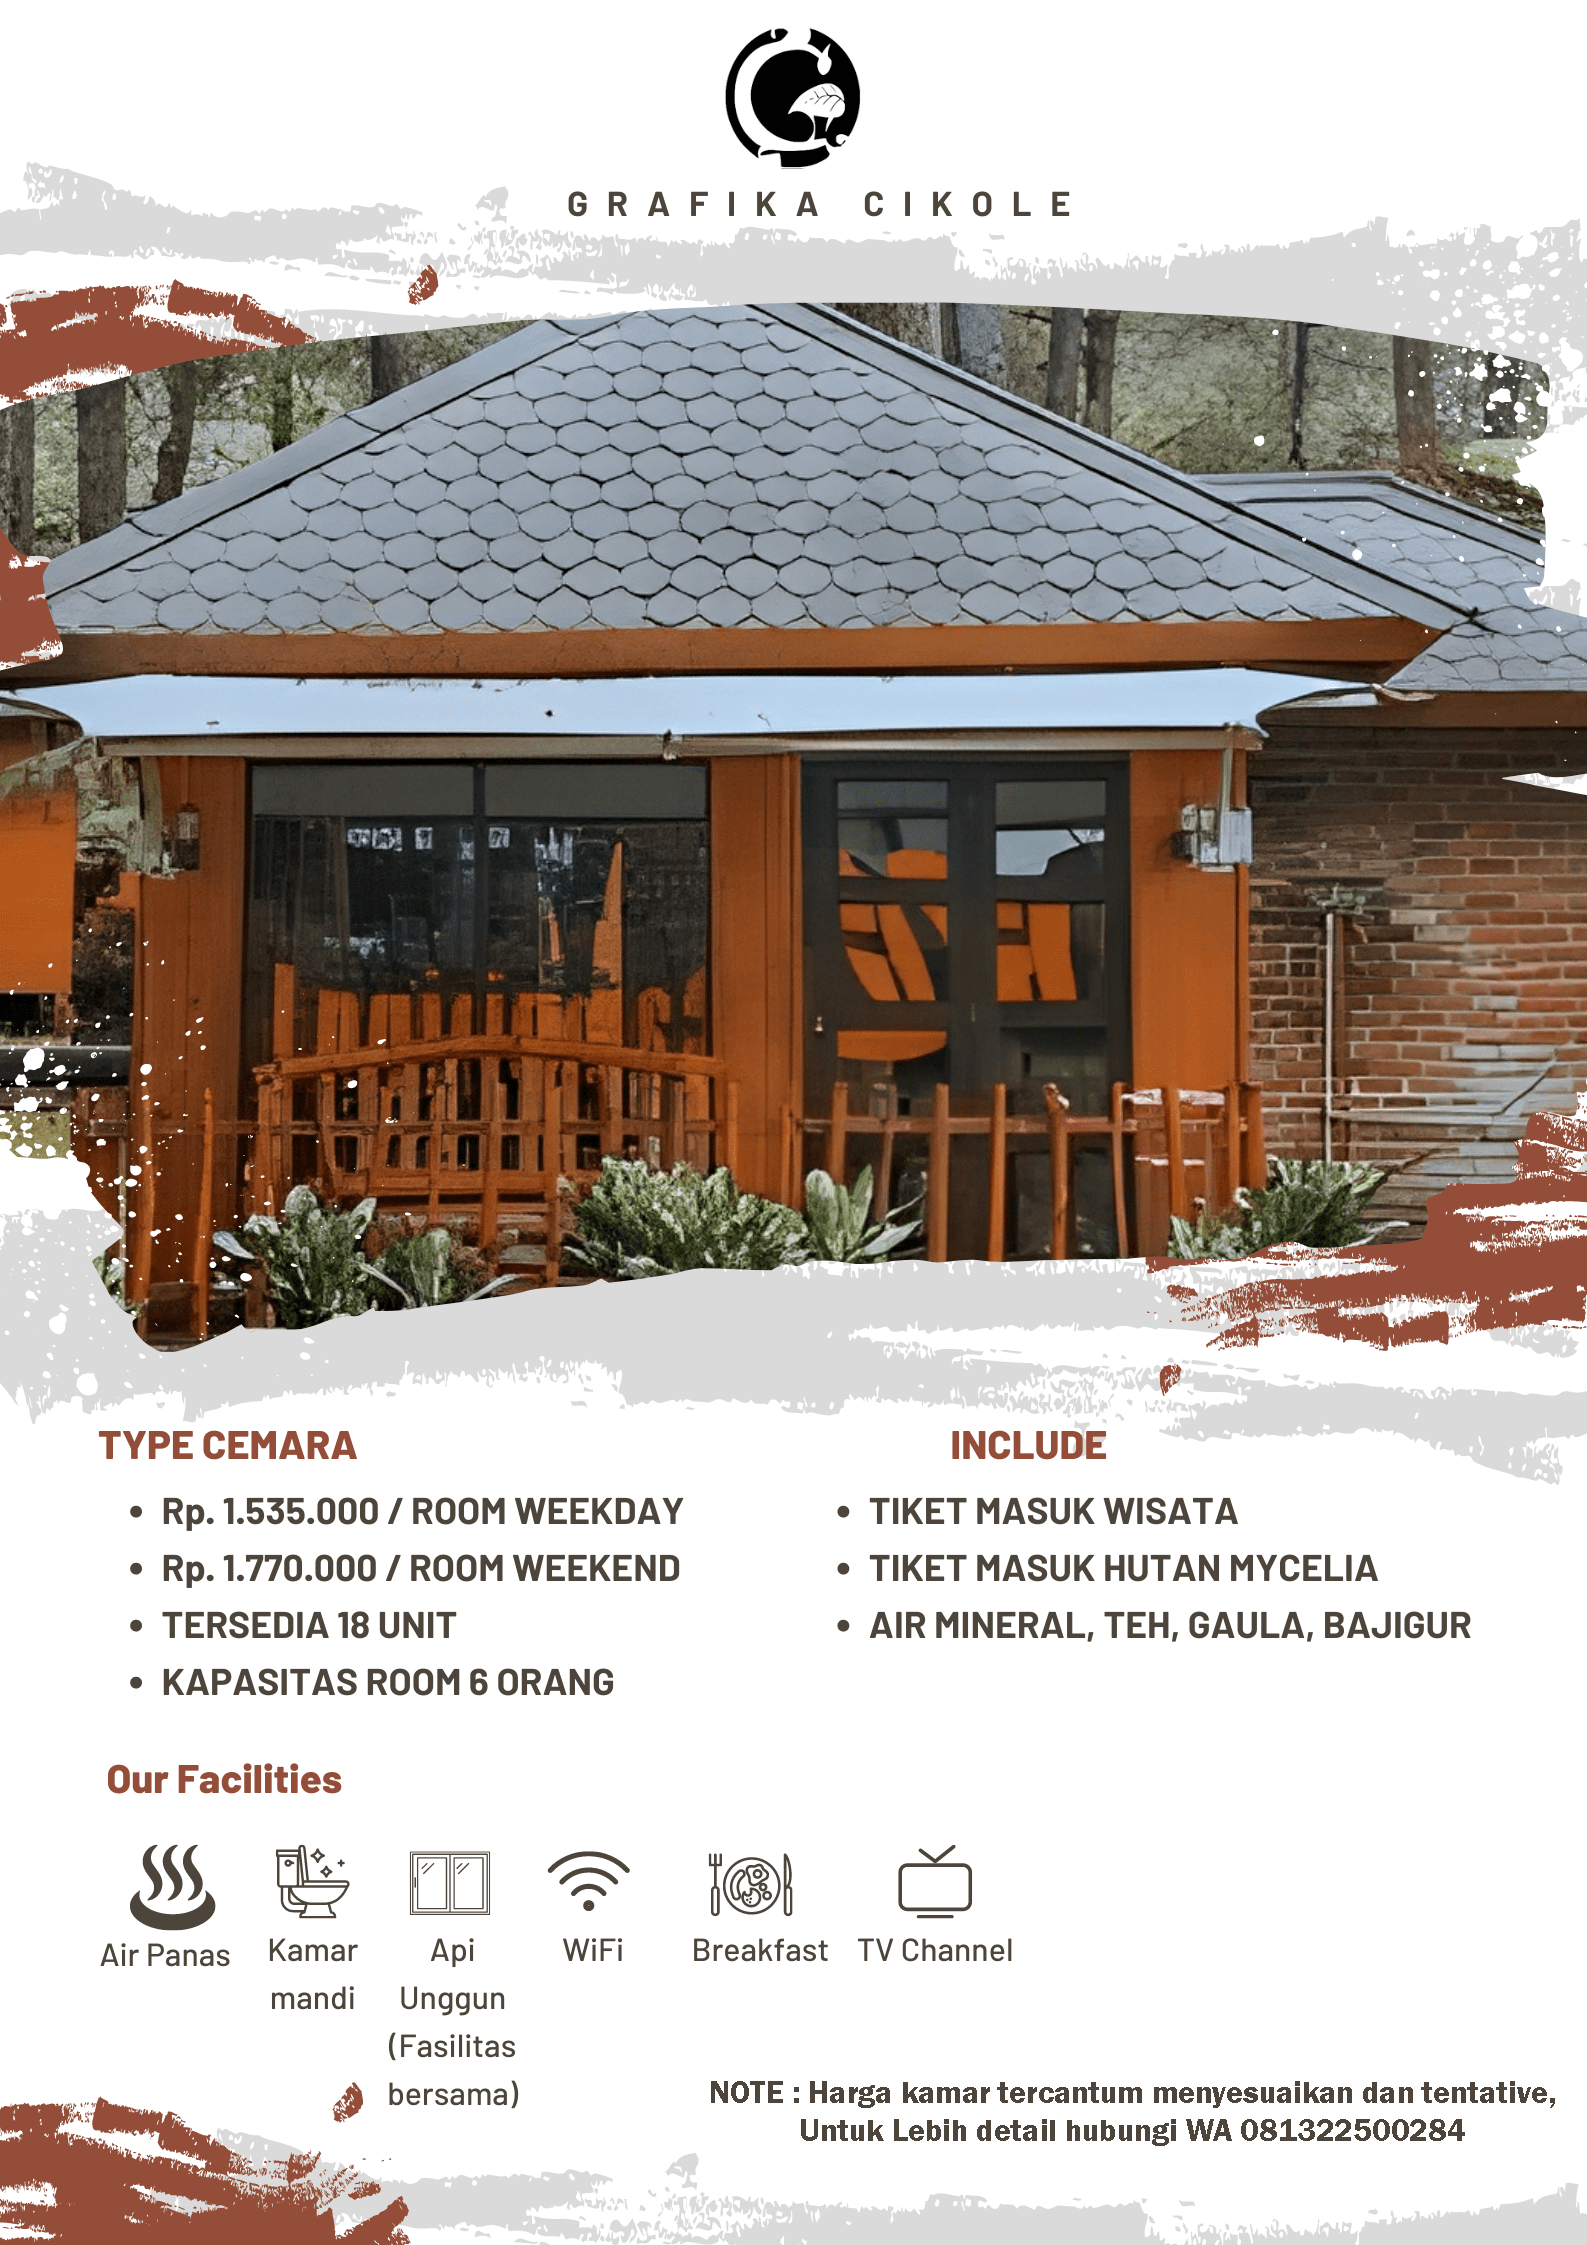 GRAFIKA CIKOLE
TYPE CEMARA
Rp. 1.535.000 / ROOM WEEKDAY
Rp. 1.770.000 / ROOM WEEKEND
TERSEDIA 18 UNIT
KAPASITAS ROOM 6 ORANG
INCLUDE
TIKET MASUK WISATA
TIKET MASUK HUTAN MYCELIA
AIR MINERAL, TEH, GAULA, BAJIGUR
Our Facilities
Air Panas
Kamar
mandi
Api
Unggun
(Fasilitas
bersama)
WiFi
Breakfast
TV Channel
NOTE : Harga kamar tercantum menyesuaikan dan tentative,
Untuk Lebih detail hubungi WA 081322500284